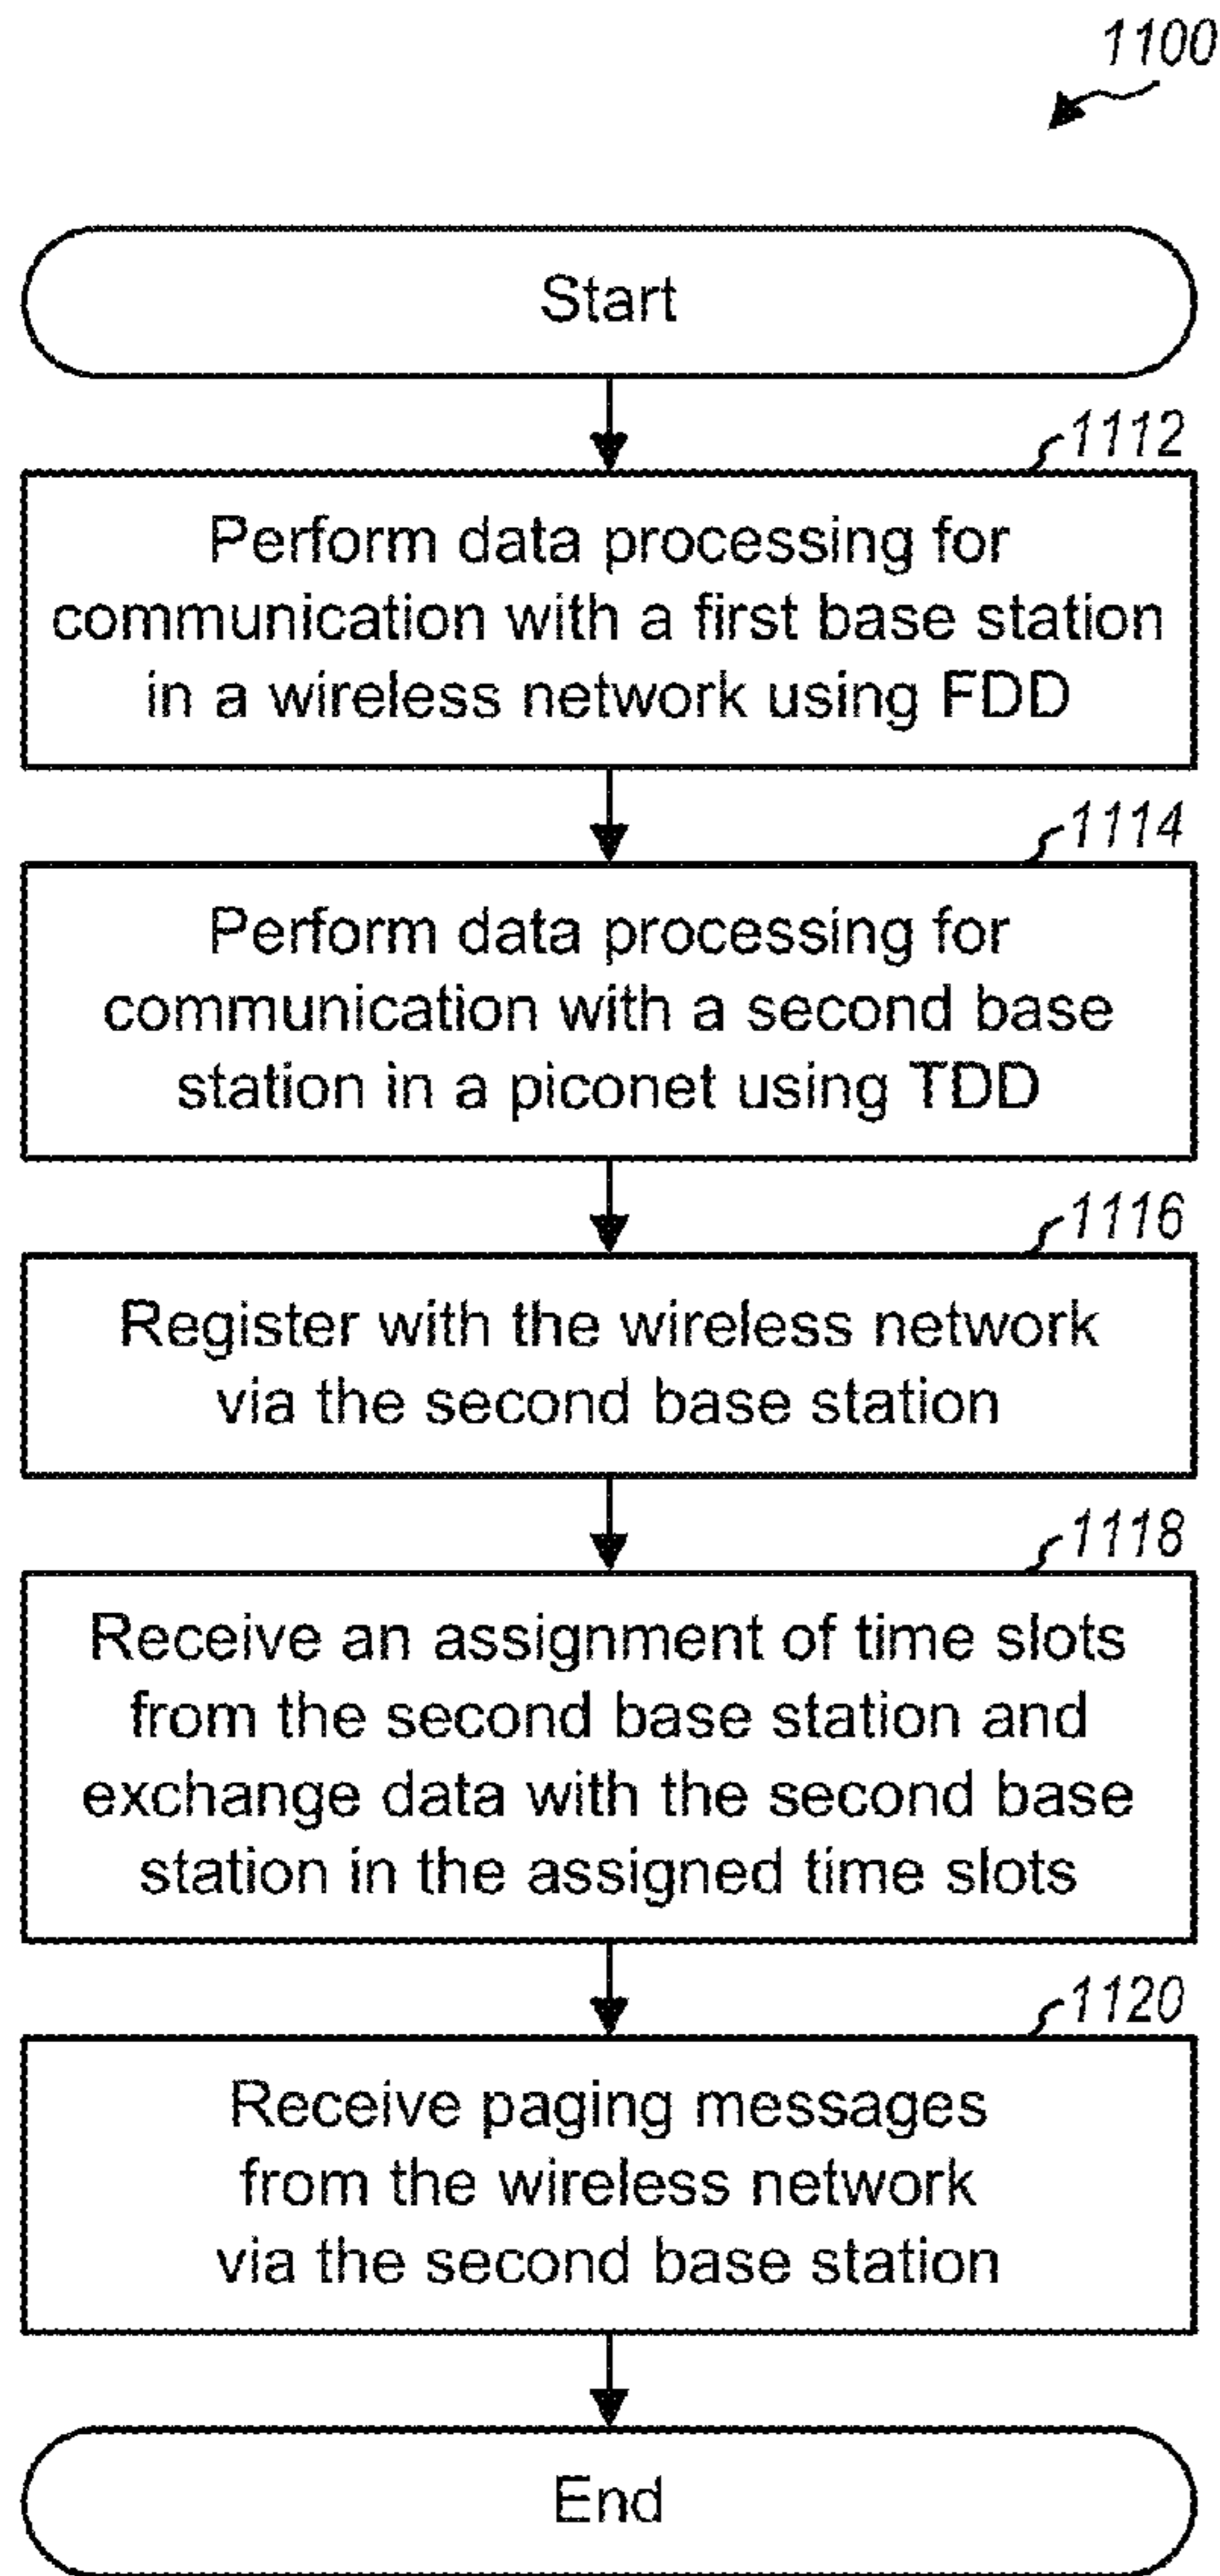 1100
Start
1112
Perform data processing for
communication with a first base station
in a wireless network using FDD
1114
Perform data processing for
communication with a second base
station in a piconet using TDD
1116
Register with the wireless network
via the second base station
1118
Receive an assignment of time slots
from the second base station and
exchange data with the second base
station in the assigned time slots
1120
Receive paging messages
from the wireless network
via the second base station
End